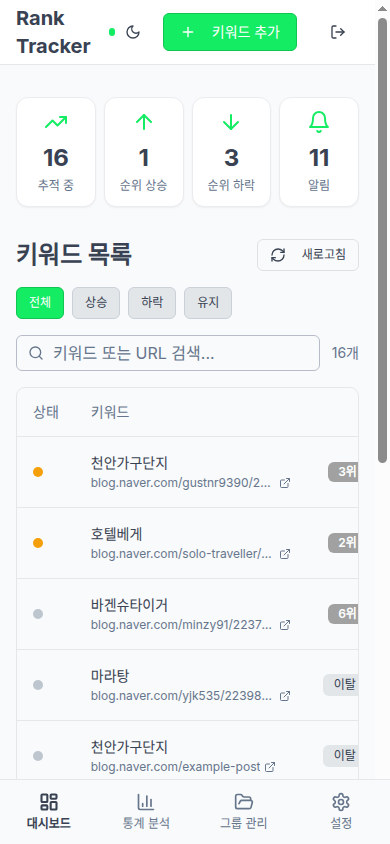 Rank
Tracker
키워드 추가
16
추적 중
1
순위 상승
3
순위 하락
11
알림
키워드 목록
새로고침
전체
상승
하락
유지
키워드 또는 URL 검색...
16개
상태 키워드
천안가구단지
blog.naver.com/gustnr9390/2...
3위
호텔베게
blog.naver.com/solo-traveller/...
2위
바겐슈타이거
blog.naver.com/minzy91/2237...
6위
마라탕
blog.naver.com/yjk535/22398...
이탈
천안가구단지
blog.naver.com/example-post
이탈
대시보드
통계 분석
그룹 관리
설정